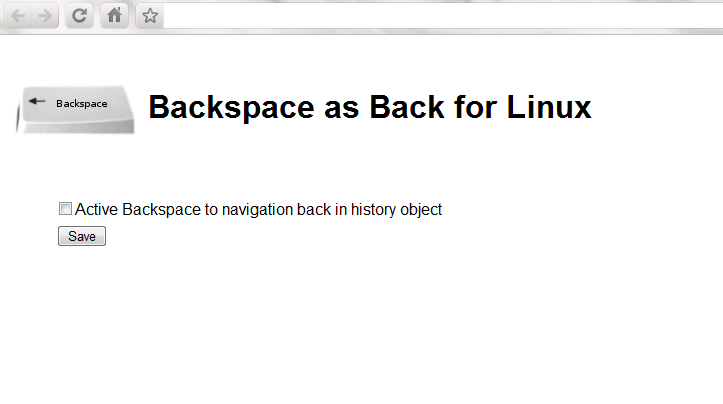 Backspace
Backspace as Back for Linux
Active Backspace to navigation back in history object
Save